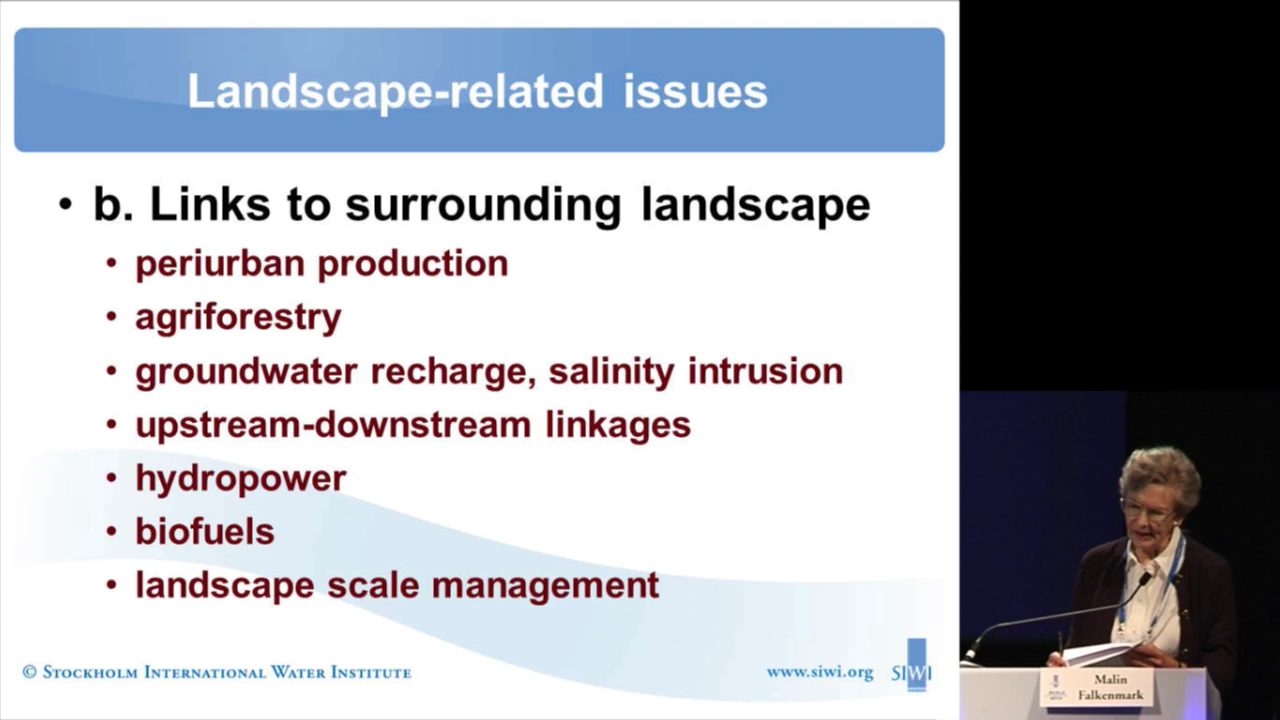 Landscape-related issues
• b. Links to surrounding landscape
• periurban production
• agriforestry
• groundwater recharge, salinity intrusion
• upstream-downstream linkages
• hydropower
• biofuels
• landscape scale management
© Stockholm International Water Institute
www.siwi.org
SIWI
Malin
Falkenmark